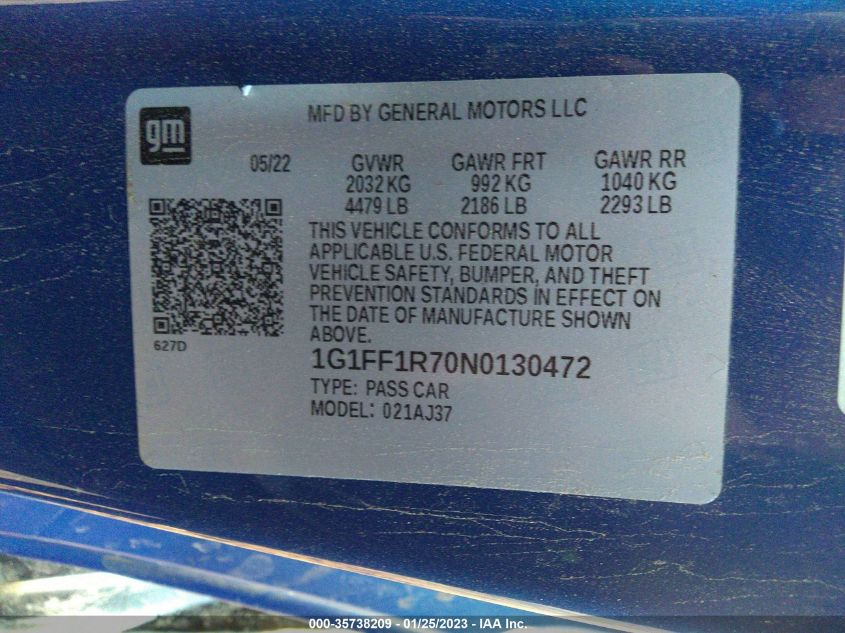 MFD BY GENERAL MOTORS LLC
gm
05/22 GVWR GAWR FRT GAWR RR
2032 KG 992 KG 1040 KG
4479 LB 2186 LB 2293 LB
THIS VEHICLE CONFORMS TO ALL
APPLICABLE U.S. FEDERAL MOTOR
VEHICLE SAFETY, BUMPER, AND THEFT
PREVENTION STANDARDS IN EFFECT ON
THE DATE OF MANUFACTURE SHOWN
ABOVE.
627D
1G1FF1R70N0130472
TYPE: PASS CAR
MODEL: 021AJ37
000-35738209 - 01/25/2023 - IAA Inc.